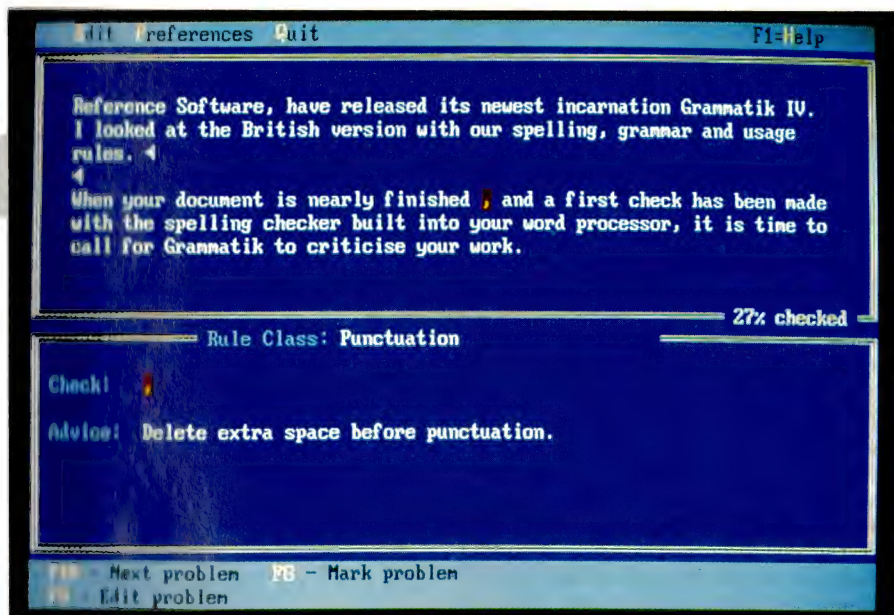 Edit Preferences Quit F1=Help
Reference Software, have released its newest incarnation Grammatik IV.
I looked at the British version with our spelling, grammar and usage
rules.
When your document is nearly finished , and a first check has been made
with the spelling checker built into your word processor, it is time to
call for Grammatik to criticise your work.
27% checked
Rule Class: Punctuation
Check: ,
Advice: Delete extra space before punctuation.
- Next problem F8 - Mark problem
- Edit problem